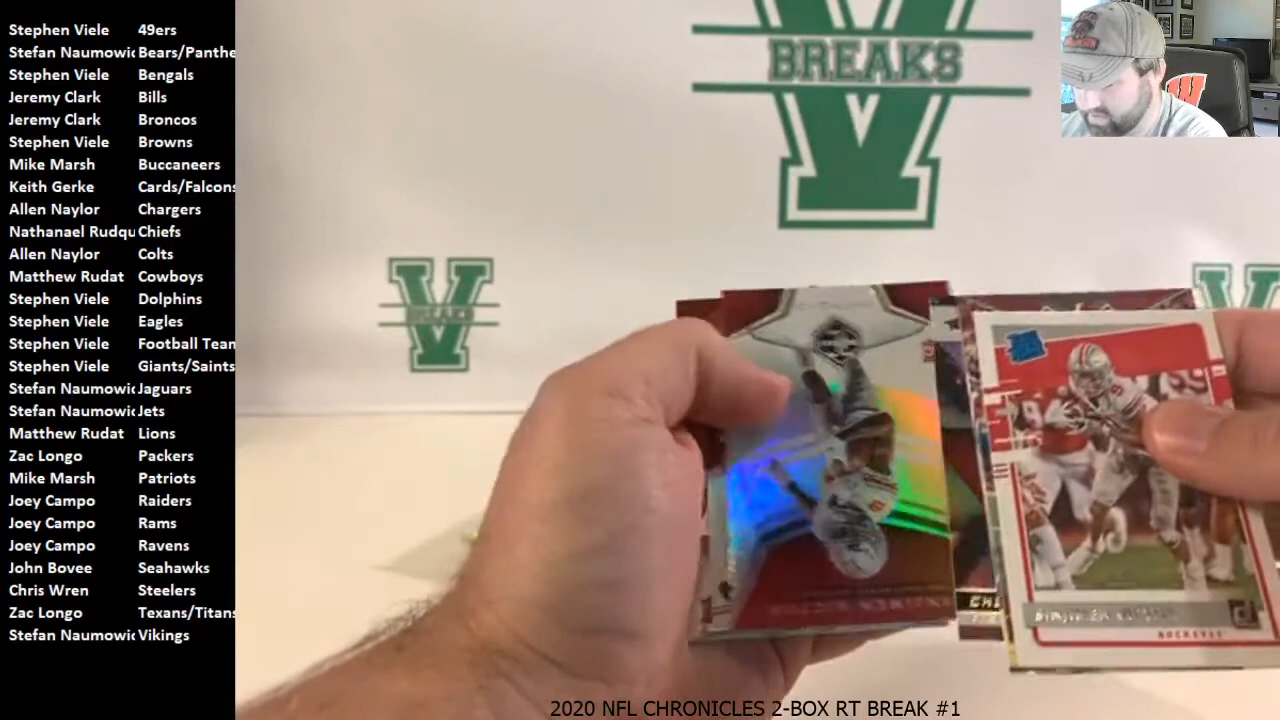 Stephen Viele 49ers
Stefan Naumowic Bears/Panthe
Stephen Viele Bengals
Jeremy Clark Bills
Jeremy Clark Broncos
Stephen Viele Browns
Mike Marsh Buccaneers
Keith Gerke Cards/Falcons
Allen Naylor Chargers
Nathanael Rudqu Chiefs
Allen Naylor Colts
Matthew Rudat Cowboys
Stephen Viele Dolphins
Stephen Viele Eagles
Stephen Viele Football Team
Stephen Viele Giants/Saints
Stefan Naumowic Jaguars
Stefan Naumowic Jets
Matthew Rudat Lions
Zac Longo Packers
Mike Marsh Patriots
Joey Campo Raiders
Joey Campo Rams
Joey Campo Ravens
John Bovee Seahawks
Chris Wren Steelers
Zac Longo Texans/Titans
Stefan Naumowic Vikings
V
BREAKS
V
BREAKS
V
W
BUCKEYES
2020 NFL CHRONICLES 2-BOX RT BREAK #1